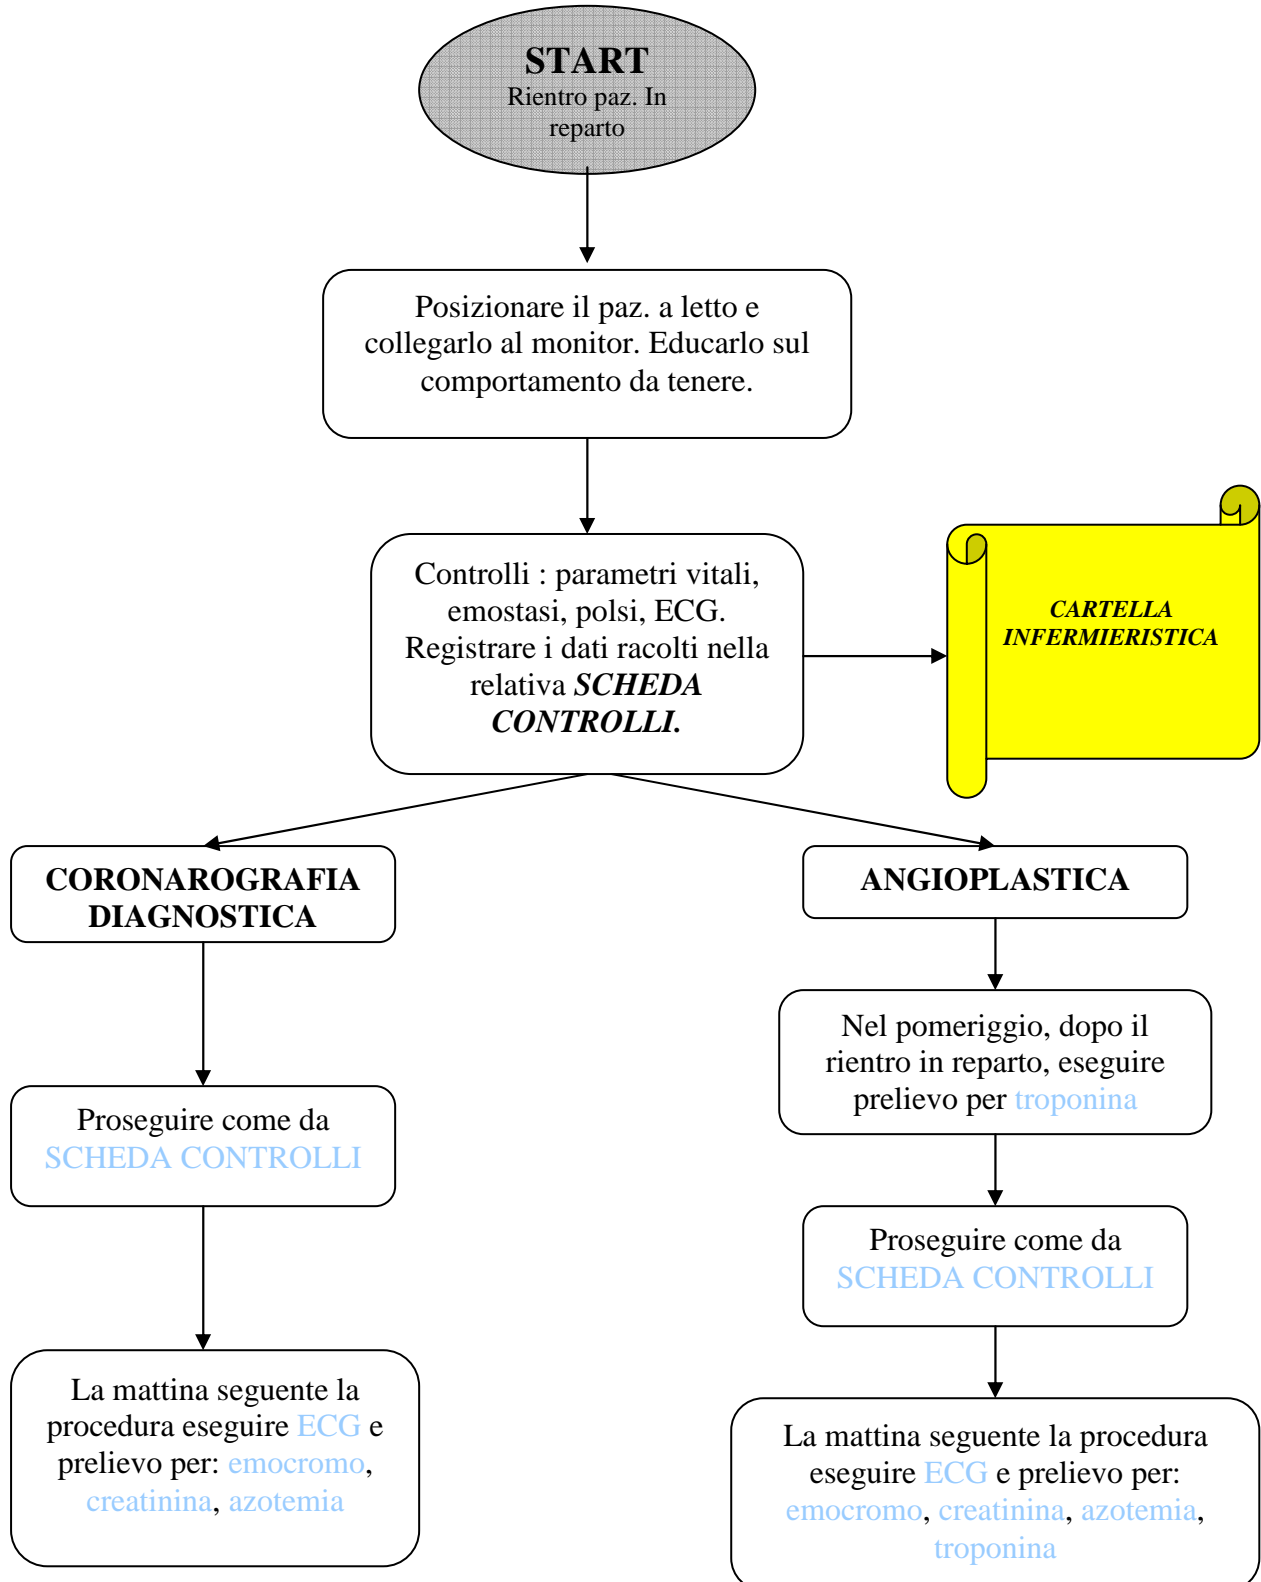 START
Rientro paz. In
reparto
Posizionare il paz. a letto e
collegarlo al monitor. Educarlo sul
comportamento da tenere.
Controlli : parametri vitali,
emostasi, polsi, ECG.
Registrare i dati racolti nella
relativa SCHEDA
CONTROLLI.
CARTELLA
INFERMIERISTICA
CORONAROGRAFIA
DIAGNOSTICA
Proseguire come da
SCHEDA CONTROLLI
La mattina seguente la
procedura eseguire ECG e
prelievo per: emocromo,
creatinina, azotemia
ANGIOPLASTICA
Nel pomeriggio, dopo il
rientro in reparto, eseguire
prelievo per troponina
Proseguire come da
SCHEDA CONTROLLI
La mattina seguente la procedura
eseguire ECG e prelievo per:
emocromo, creatinina, azotemia,
troponina